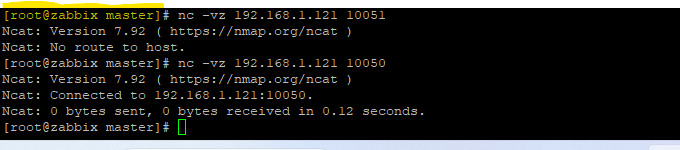 [root@zabbix master]# nc -vz 192.168.1.121 10051
Ncat: Version 7.92 ( https://nmap.org/ncat )
Ncat: No route to host.
[root@zabbix master]# nc -vz 192.168.1.121 10050
Ncat: Version 7.92 ( https://nmap.org/ncat )
Ncat: Connected to 192.168.1.121:10050.
Ncat: 0 bytes sent, 0 bytes received in 0.12 seconds.
[root@zabbix master]#